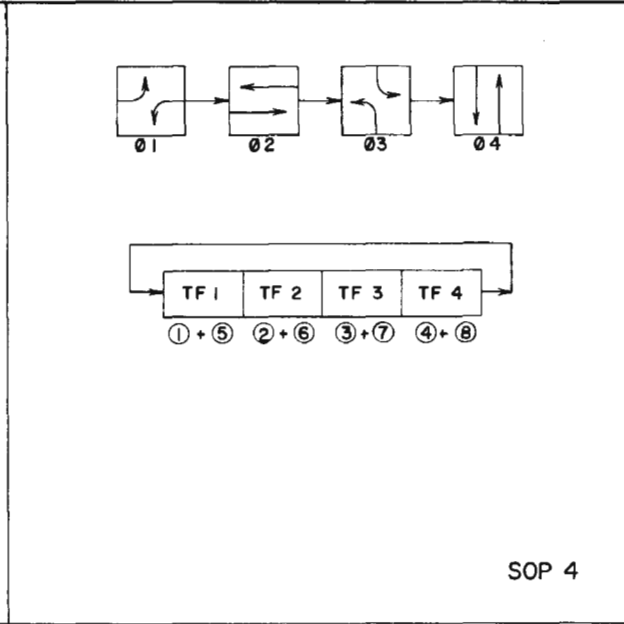 Ø1 Ø2 Ø3 Ø4
TF 1 TF 2 TF 3 TF 4
① + ⑤ ② + ⑥ ③ + ⑦ ④ + ⑧
SOP 4